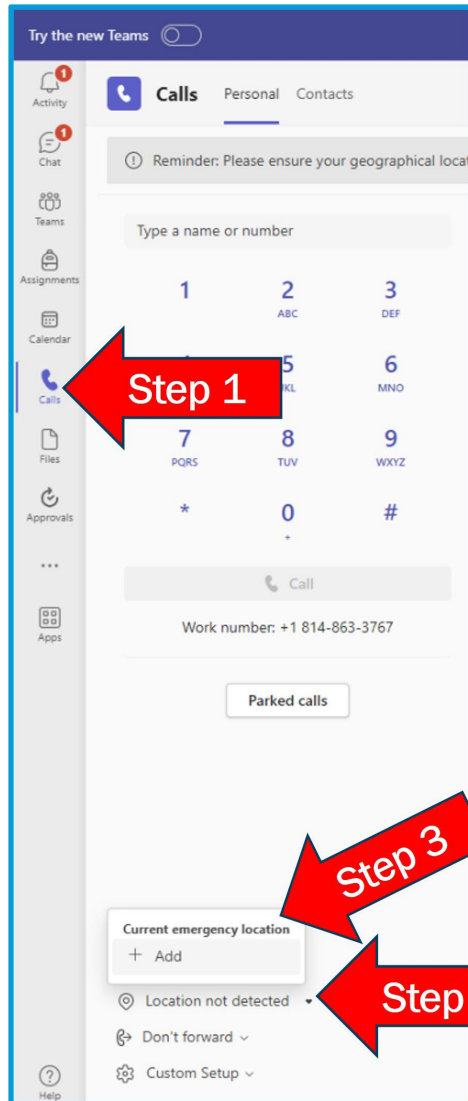 Try the new Teams
1
Activity
Calls Personal Contacts
1
Chat
Reminder: Please ensure your geographical
Teams
Type a name or number
Assignments
1 2 3
ABC DEF
Calendar
Step 1
5 6
MNO
Calls
7 8 9
PQRS TUV WXYZ
Files
* 0 #
+
Approvals
...
Call
Apps
Work number: +1 814-863-3767
Parked calls
Step 3
Current emergency location
+ Add
Location not detected
Step
Don't forward
Custom Setup
? Help